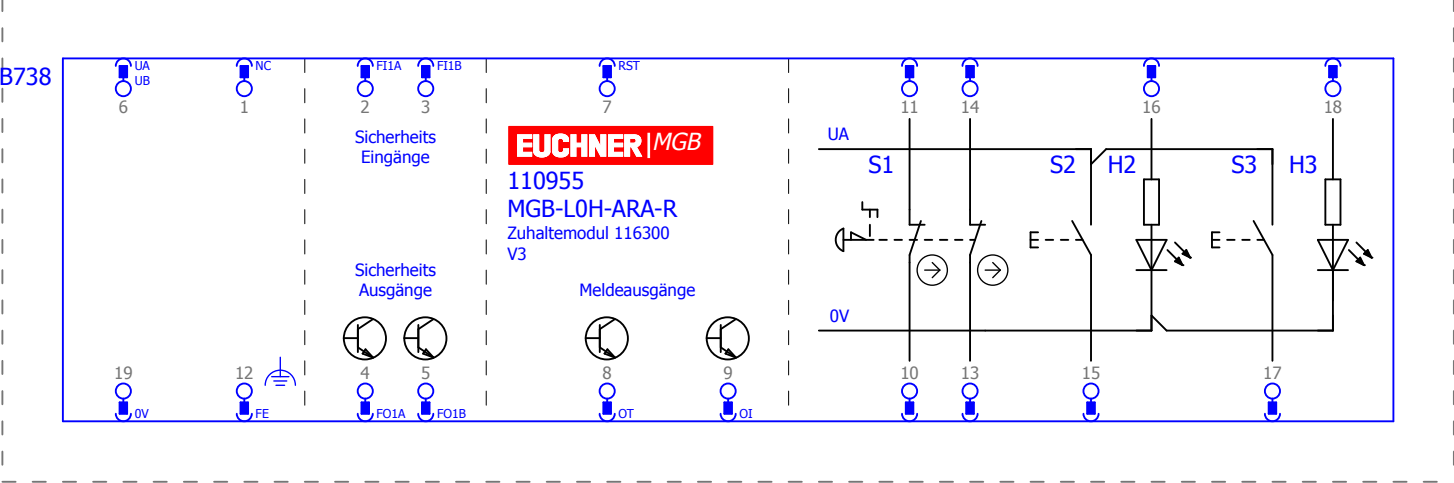 B738
UA
UB
NC
FI1A
FI1B
RST
6
1
2
3
7
11
14
16
18
Sicherheits
Eingänge
EUCHNER|MGB
110955
MGB-L0H-ARA-R
Zuhaltemodul 116300
V3
UA
S1
S2
H2
S3
H3
Sicherheits
Ausgänge
Meldeausgänge
0V
19
12
4
5
8
9
10
13
15
17
0V
FE
FO1A
FO1B
OT
OI